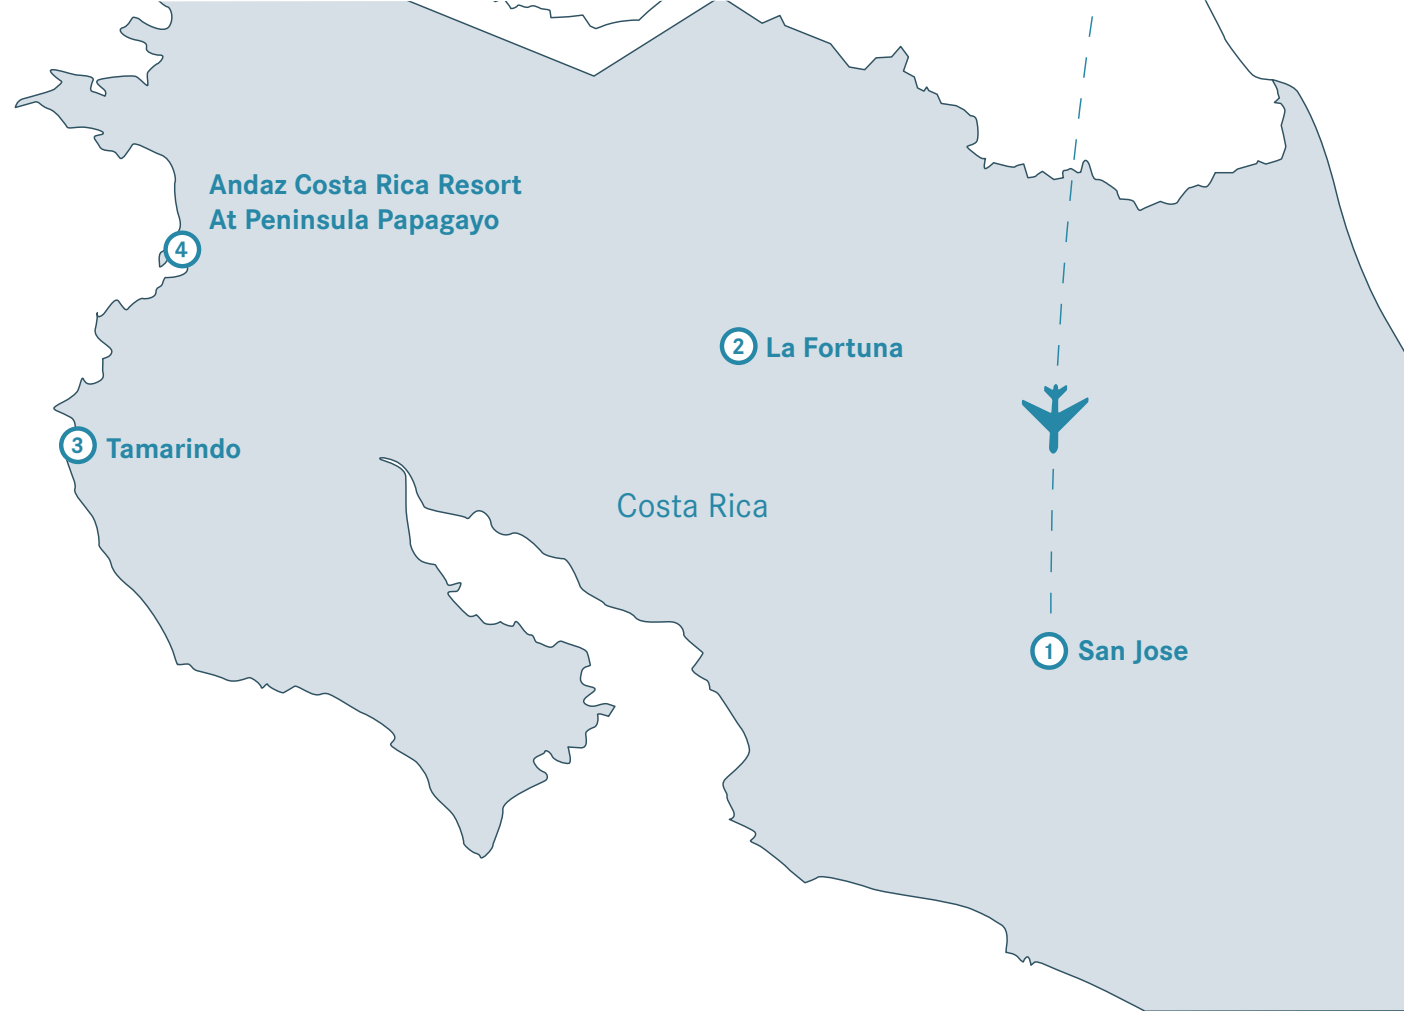 Andaz Costa Rica Resort
At Peninsula Papagayo
4
2 La Fortuna
3 Tamarindo
Costa Rica
1 San Jose